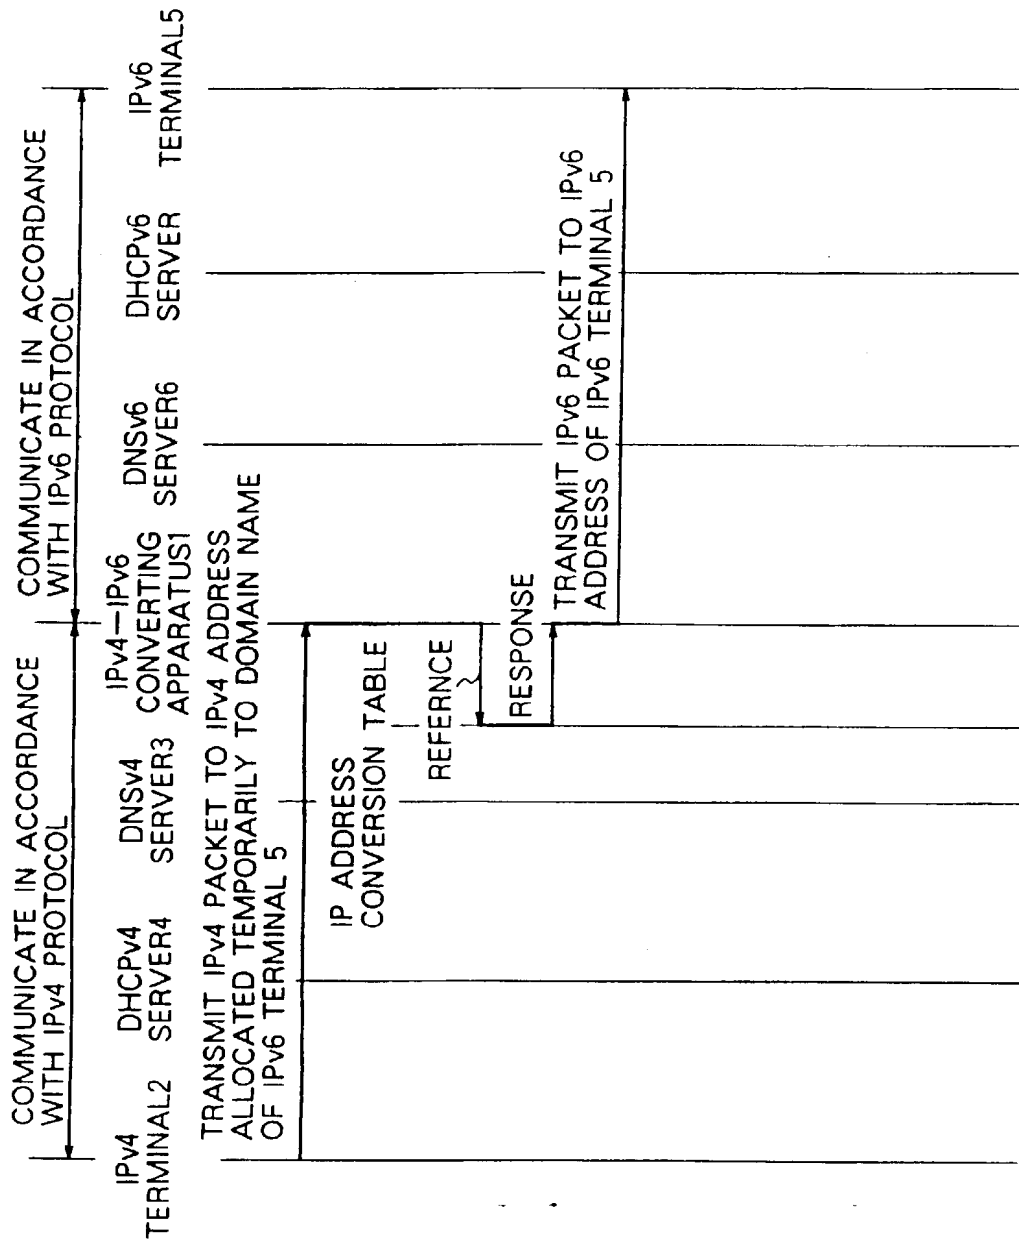 COMMUNICATE IN ACCORDANCE
WITH IPv4 PROTOCOL
COMMUNICATE IN ACCORDANCE
WITH IPv6 PROTOCOL
IPv4
TERMINAL2
DHCPv4
SERVER4
DNSv4
SERVER3
IPv4-IPv6
CONVERTING
APPARATUS1
DNSv6
SERVER6
DHCPv6
SERVER
IPv6
TERMINAL5
TRANSMIT IPv4 PACKET TO IPv4 ADDRESS
ALLOCATED TEMPORARILY TO DOMAIN NAME
OF IPv6 TERMINAL 5
IP ADDRESS
CONVERSION TABLE
REFERNCE
RESPONSE
TRANSMIT IPv6 PACKET TO IPv6
ADDRESS OF IPv6 TERMINAL 5